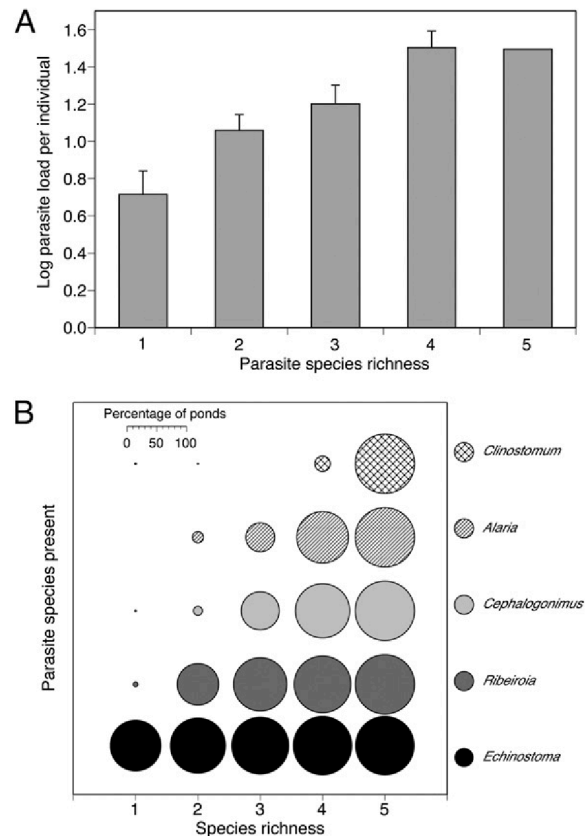 A
Log parasite load per individual
1.6
1.4
1.2
1.0
0.8
0.6
0.4
0.2
0.0
1 2 3 4 5
Parasite species richness
B
Percentage of ponds
0 50 100
Parasite species present
Clinostomum
Alaria
Cephalogonimus
Ribeiroia
Echinostoma
1 2 3 4 5
Species richness